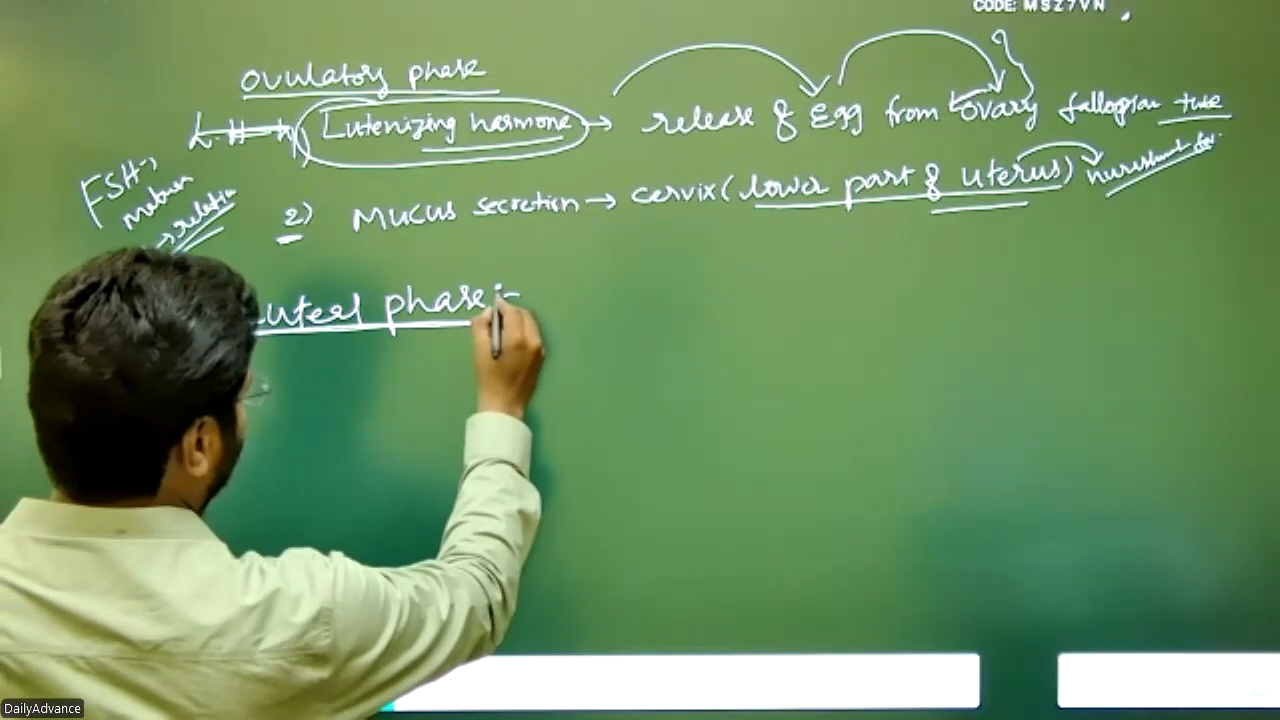 CODE: MSZ7VN
Ovulatory phase
L.H → Lutenizing harmone → release of Egg from ovary fallopian tube
FSH →
2) Mucus secretion → cervix (lower part of uterus)
uteal phase :-
DailyAdvance